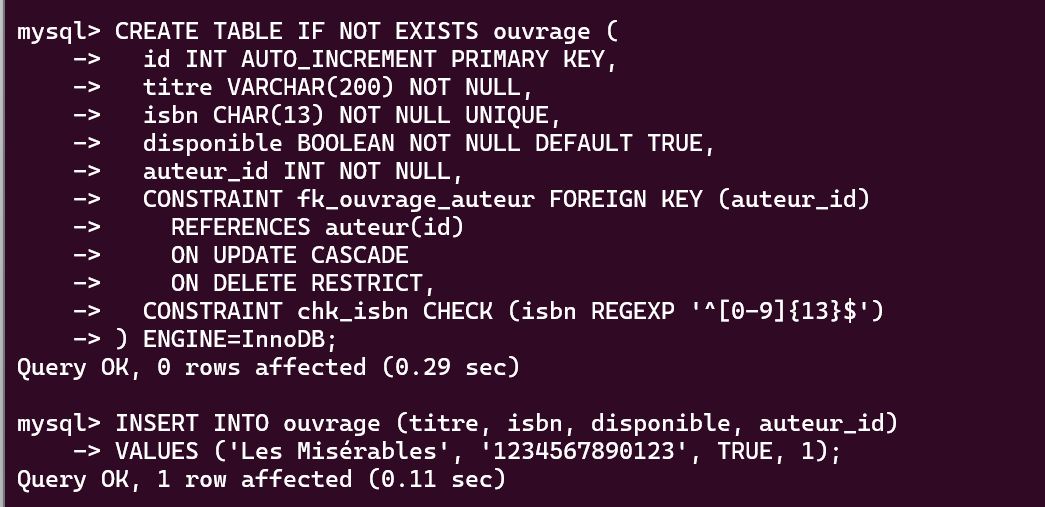 mysql> CREATE TABLE IF NOT EXISTS ouvrage (
    ->   id INT AUTO_INCREMENT PRIMARY KEY,
    ->   titre VARCHAR(200) NOT NULL,
    ->   isbn CHAR(13) NOT NULL UNIQUE,
    ->   disponible BOOLEAN NOT NULL DEFAULT TRUE,
    ->   auteur_id INT NOT NULL,
    ->   CONSTRAINT fk_ouvrage_auteur FOREIGN KEY (auteur_id)
    ->     REFERENCES auteur(id)
    ->     ON UPDATE CASCADE
    ->     ON DELETE RESTRICT,
    ->   CONSTRAINT chk_isbn CHECK (isbn REGEXP '^[0-9]{13}$')
    -> ) ENGINE=InnoDB;
Query OK, 0 rows affected (0.29 sec)

mysql> INSERT INTO ouvrage (titre, isbn, disponible, auteur_id)
    -> VALUES ('Les Misérables', '1234567890123', TRUE, 1);
Query OK, 1 row affected (0.11 sec)